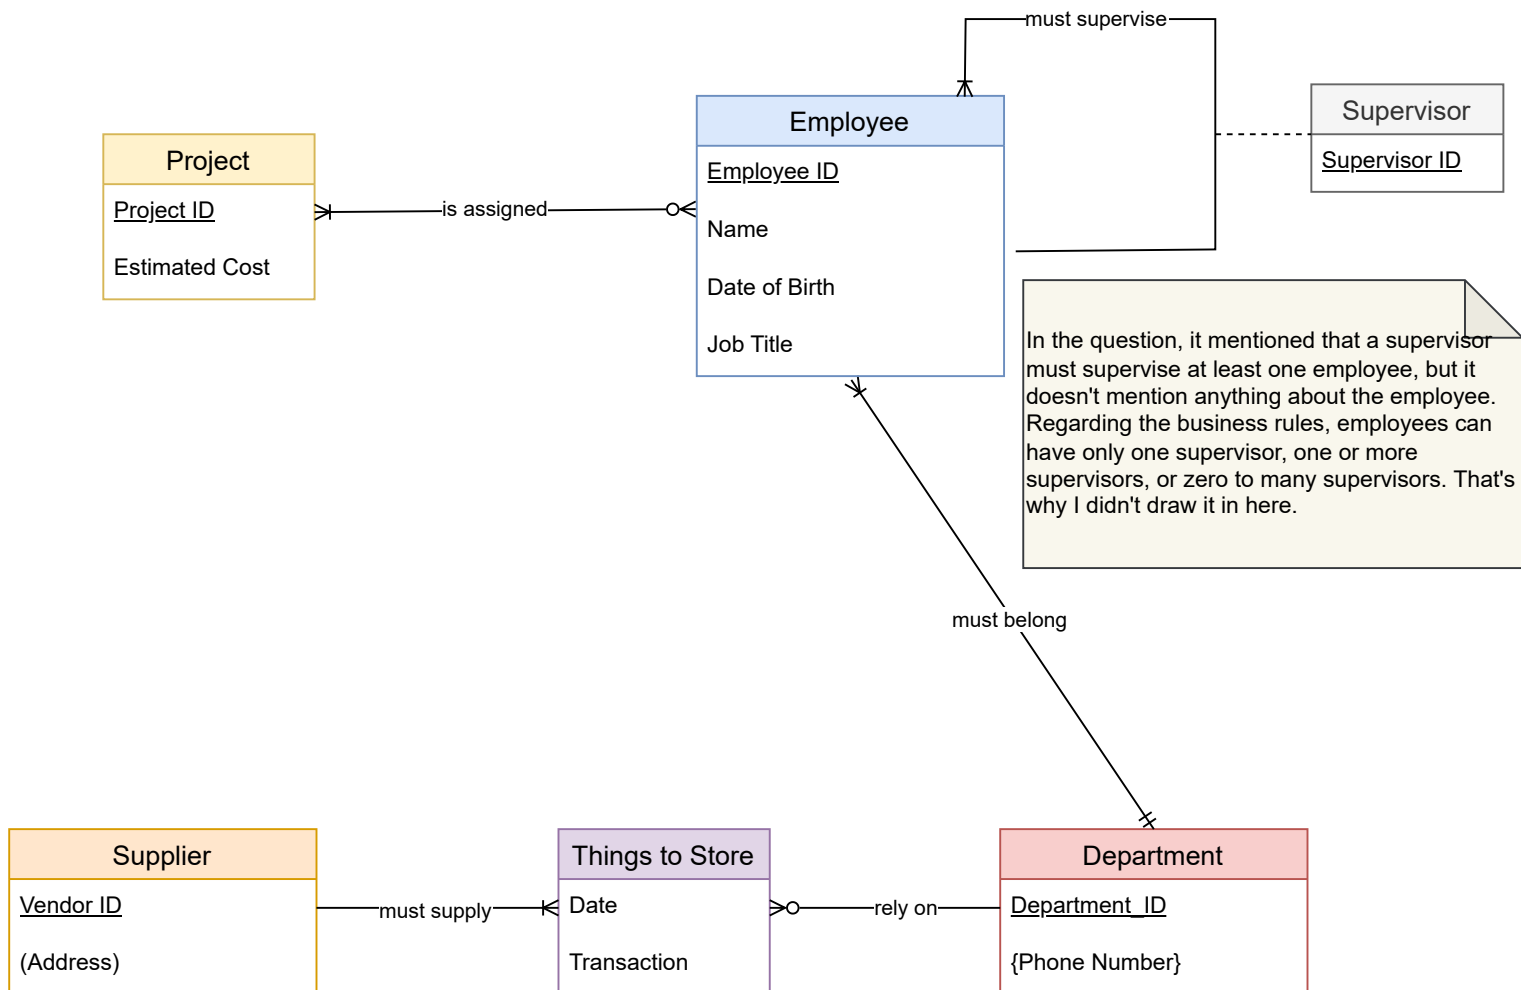 must supervise
Supervisor
Supervisor ID
Employee
Employee ID
Name
Date of Birth
Job Title
Project
Project ID
Estimated Cost
is assigned
In the question, it mentioned that a supervisor
must supervise at least one employee, but it
doesn't mention anything about the employee.
Regarding the business rules, employees can
have only one supervisor, one or more
supervisors, or zero to many supervisors. That's
why I didn't draw it in here.
must belong
Supplier
Vendor ID
(Address)
must supply
Things to Store
Date
Transaction
rely on
Department
Department_ID
{Phone Number}